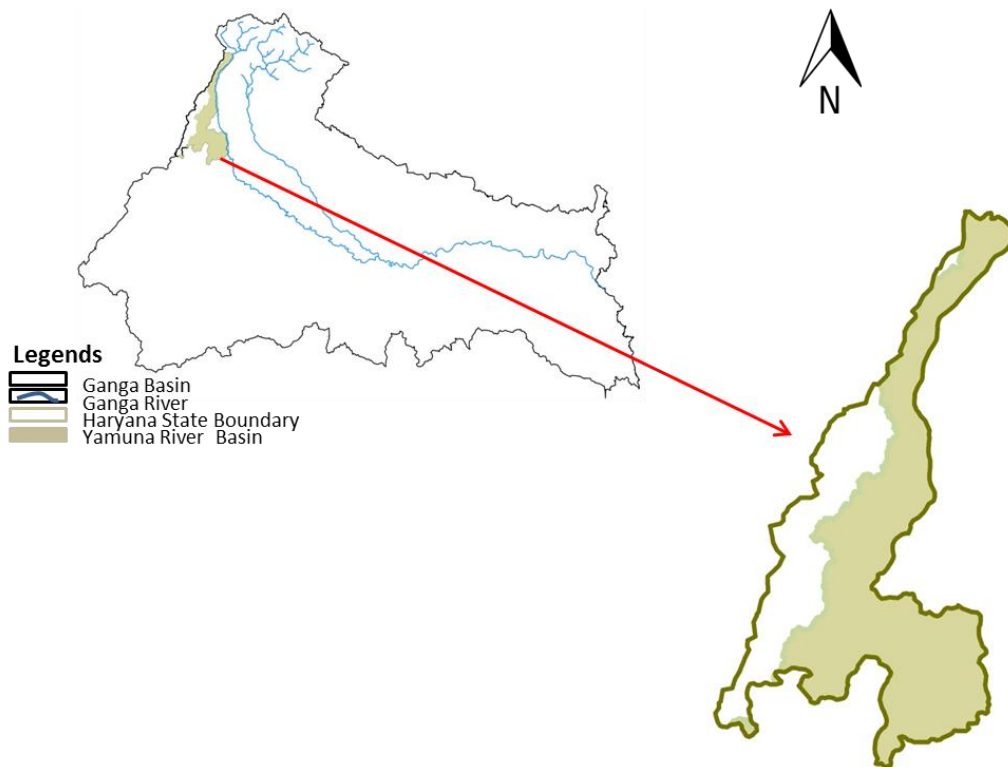 N
Legends
Ganga Basin
Ganga River
Haryana State Boundary
Yamuna River Basin